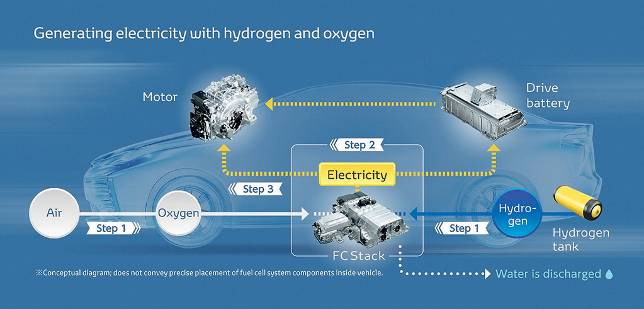 Generating electricity with hydrogen and oxygen
Motor
Drive
battery
Step 2
Electricity
Step 3
Air
Step 1
Oxygen
Step 1
Hydro-
gen
Hydrogen
tank
FC Stack
※Conceptual diagram; does not convey precise placement of fuel cell system components inside vehicle.
Water is discharged